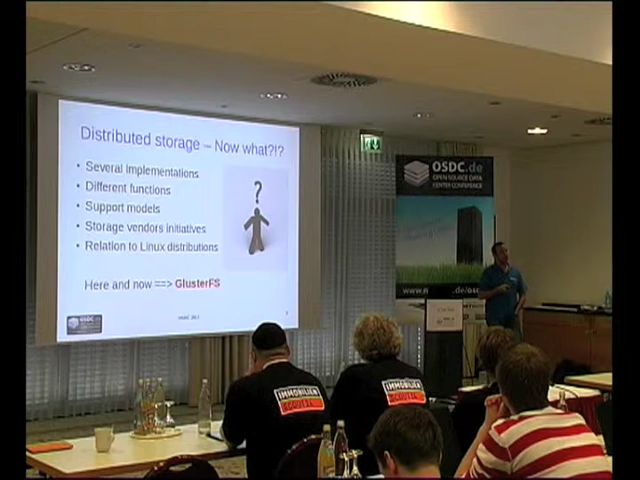 Distributed storage – Now what?!?
• Several implementations
• Different functions
• Support models
• Storage vendors initiatives
• Relation to Linux distributions
Here and now ==> GlusterFS
?
OSDC.de
OPEN SOURCE DATA
CENTER CONFERENCE
IMMOBILIEN
SCOUT24
IMMOBILIEN
SCOUT24